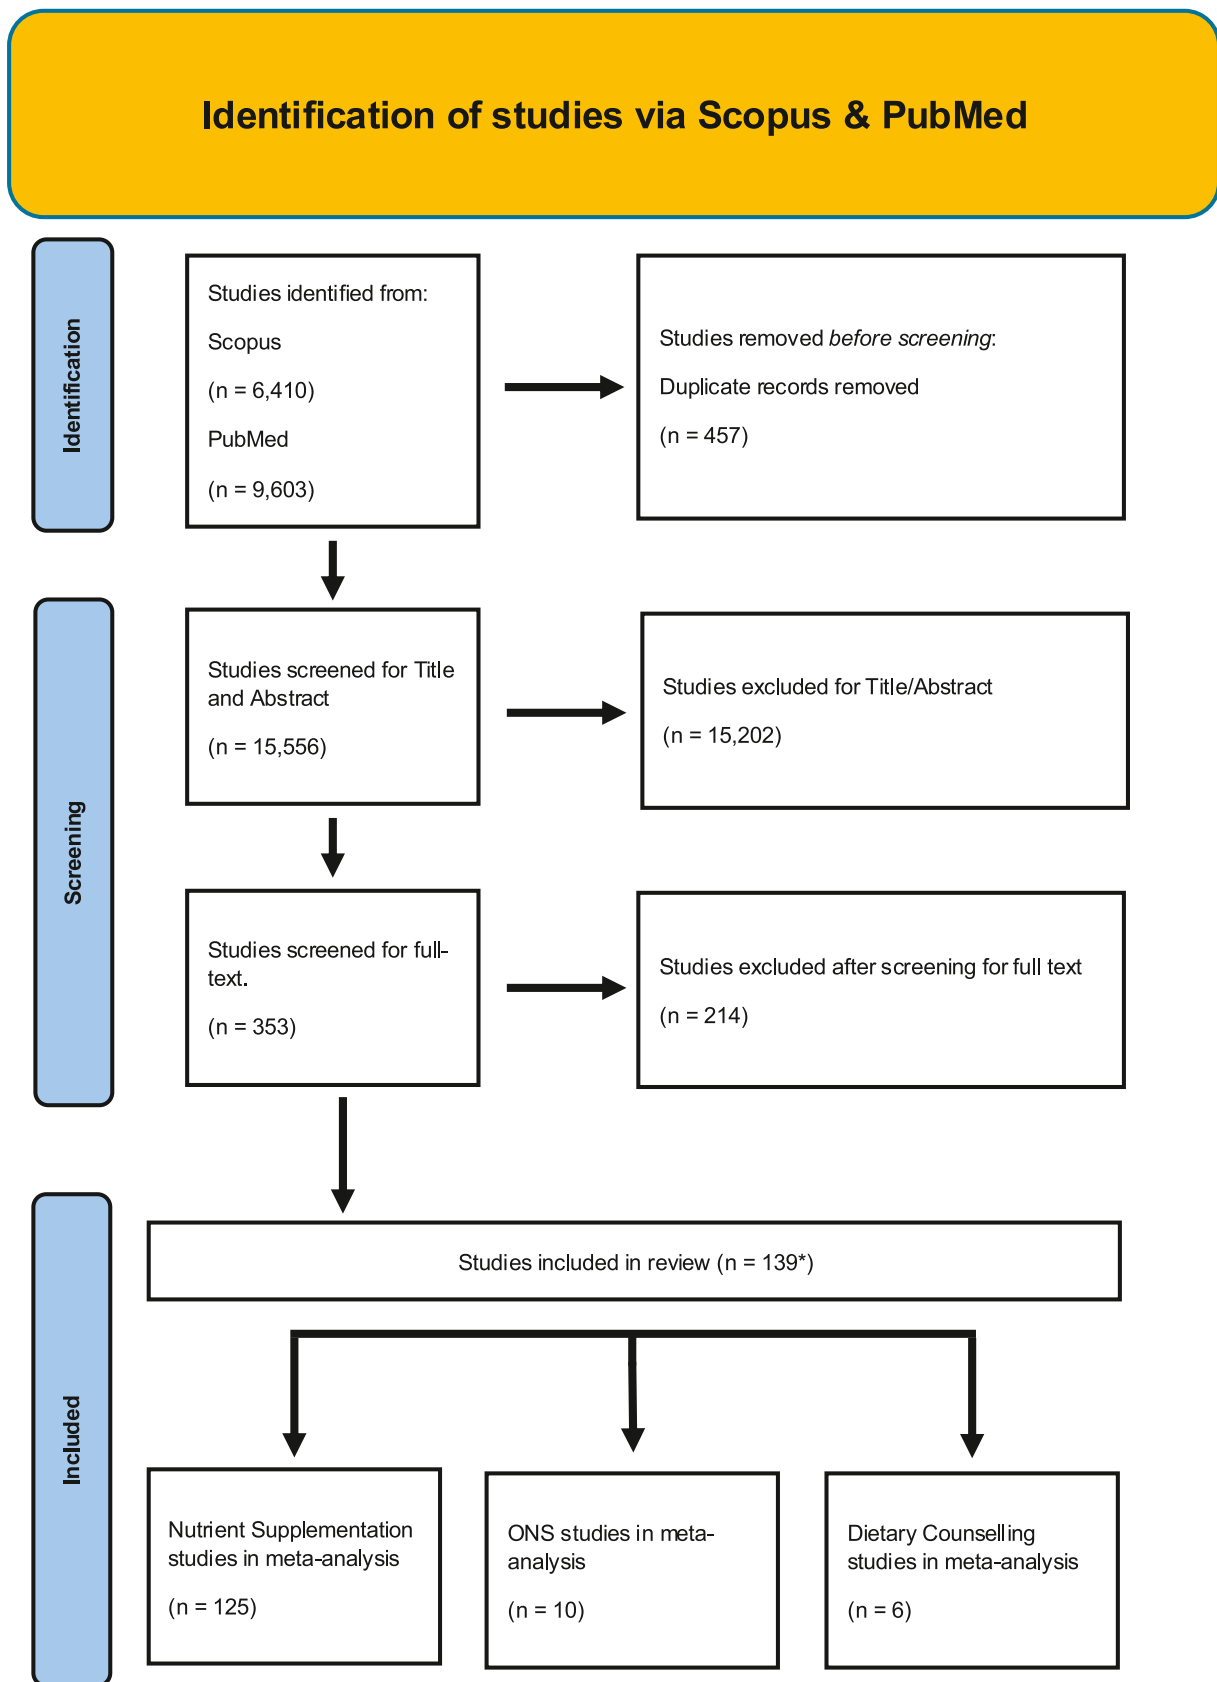 Identification of studies via Scopus & PubMed
Identification
Studies identified from:
Scopus
(n = 6,410)
PubMed
(n = 9,603)
Studies removed before screening:
Duplicate records removed
(n = 457)
Screening
Studies screened for Title
and Abstract
(n = 15,556)
Studies excluded for Title/Abstract
(n = 15,202)
Studies screened for full-
text.
(n = 353)
Studies excluded after screening for full text
(n = 214)
Included
Studies included in review (n = 139*)
Nutrient Supplementation
studies in meta-analysis
(n = 125)
ONS studies in meta-
analysis
(n = 10)
Dietary Counselling
studies in meta-analysis
(n = 6)